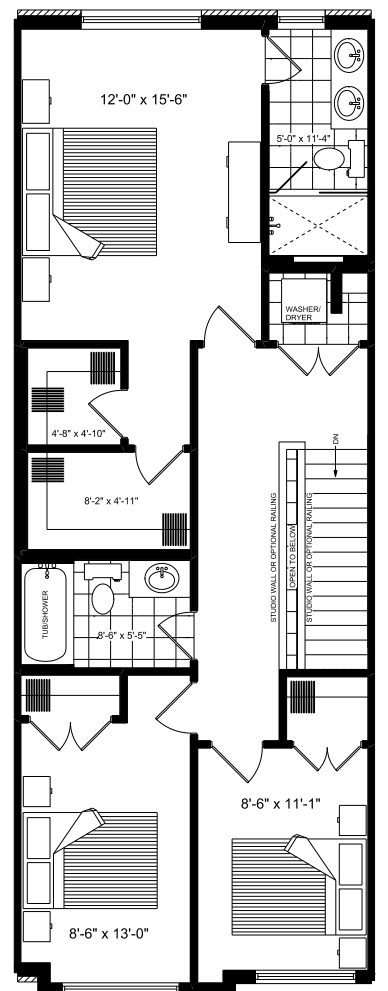 12'-0" x 15'-6"
5'-0" x 11'-4"
WASHER/
DRYER
4'-8" x 4'-10"
8'-2" x 4'-11"
DN
STUDIO WALL OR OPTIONAL RAILING
OPEN TO BELOW
STUDIO WALL OR OPTIONAL RAILING
TUB/SHOWER
8'-6" x 5'-5"
8'-6" x 11'-1"
8'-6" x 13'-0"